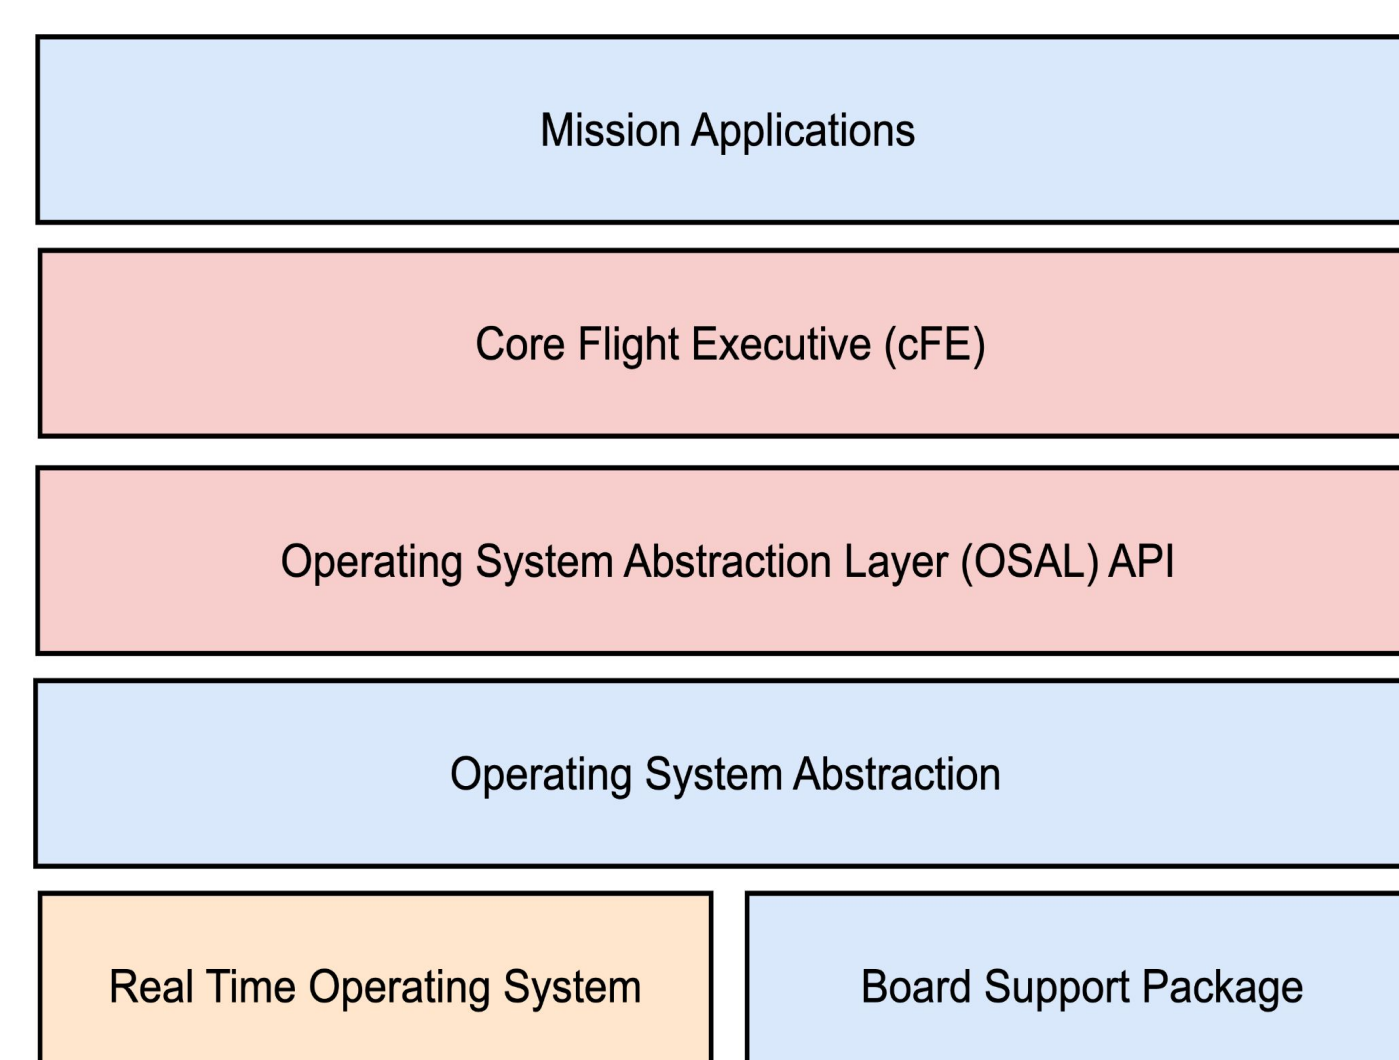 Mission Applications
Core Flight Executive (cFE)
Operating System Abstraction Layer (OSAL) API
Operating System Abstraction
Real Time Operating System
Board Support Package